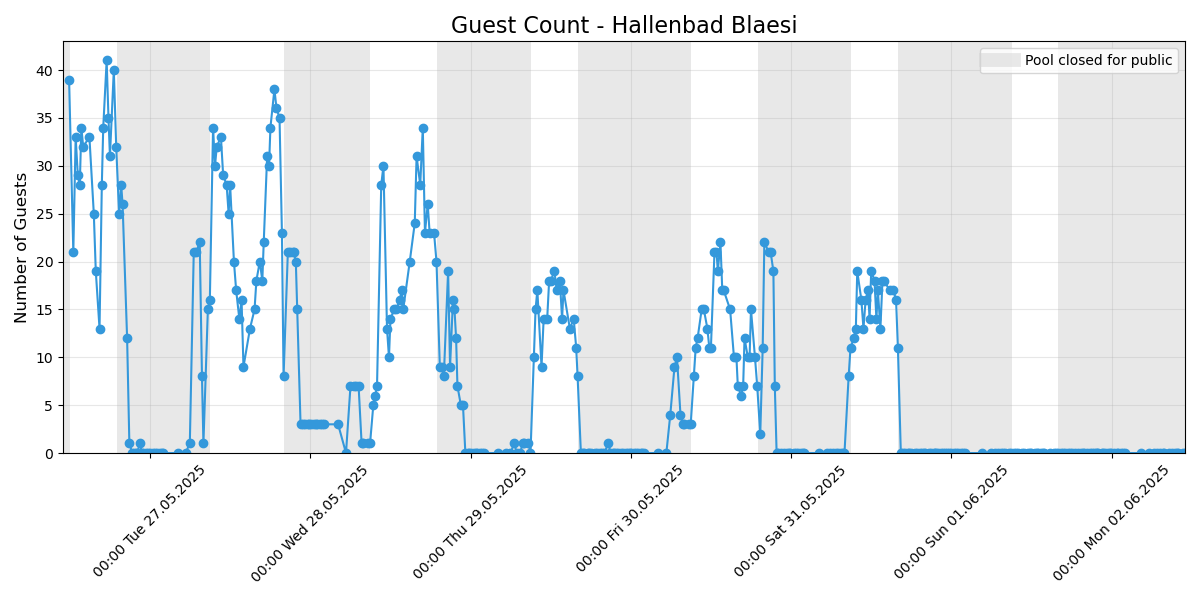 Guest Count - Hallenbad Blaesi
Pool closed for public
Number of Guests
40
35
30
25
20
15
10
5
0
00:00 Tue 27.05.2025
00:00 Wed 28.05.2025
00:00 Thu 29.05.2025
00:00 Fri 30.05.2025
00:00 Sat 31.05.2025
00:00 Sun 01.06.2025
00:00 Mon 02.06.2025